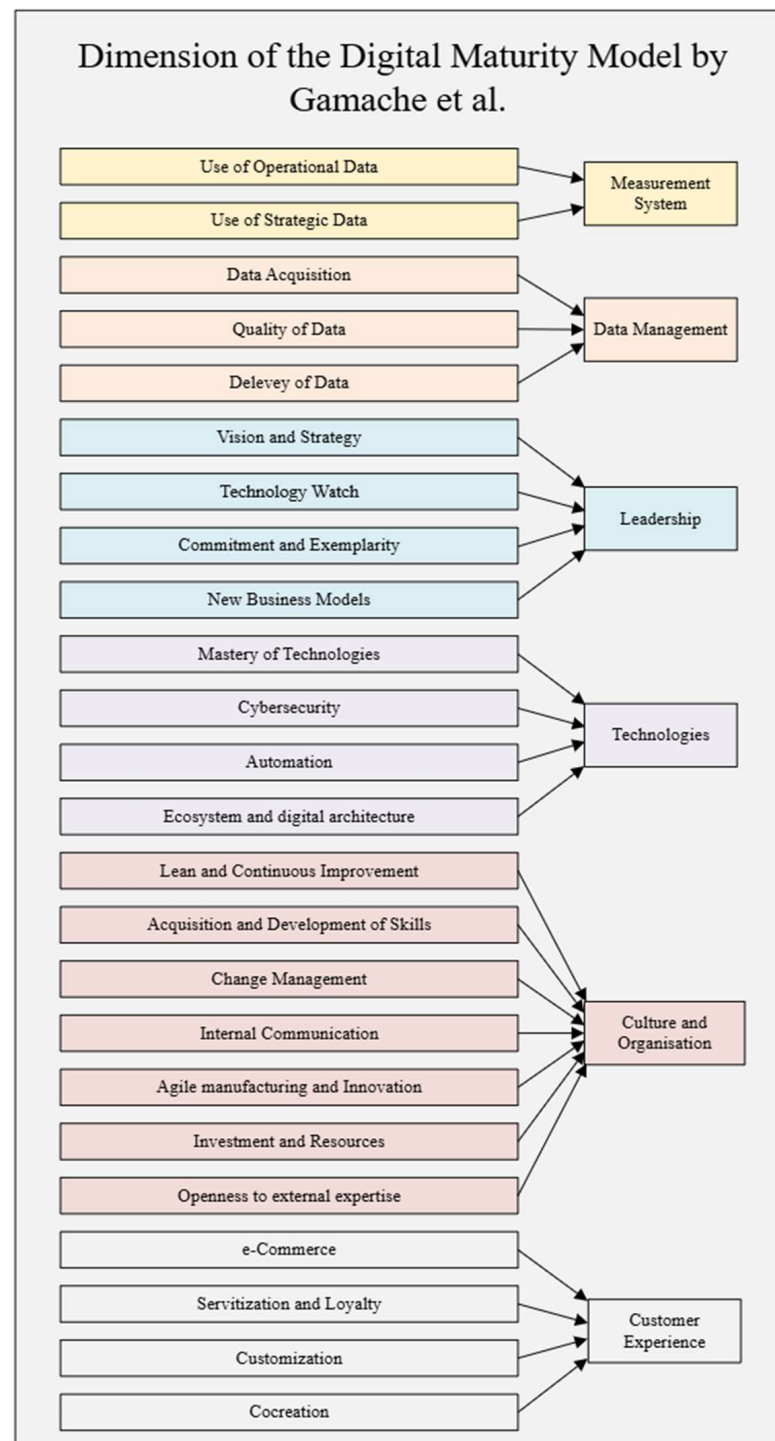 Dimension of the Digital Maturity Model by
Gamache et al.
Use of Operational Data
Use of Strategic Data
Measurement
System
Data Acquisition
Quality of Data
Delevey of Data
Data Management
Vision and Strategy
Technology Watch
Commitment and Exemplarity
New Business Models
Leadership
Mastery of Technologies
Cybersecurity
Automation
Ecosystem and digital architecture
Technologies
Lean and Continuous Improvement
Acquisition and Development of Skills
Change Management
Internal Communication
Agile manufacturing and Innovation
Investment and Resources
Openness to external expertise
Culture and
Organisation
e-Commerce
Servitization and Loyalty
Customization
Cocreation
Customer
Experience